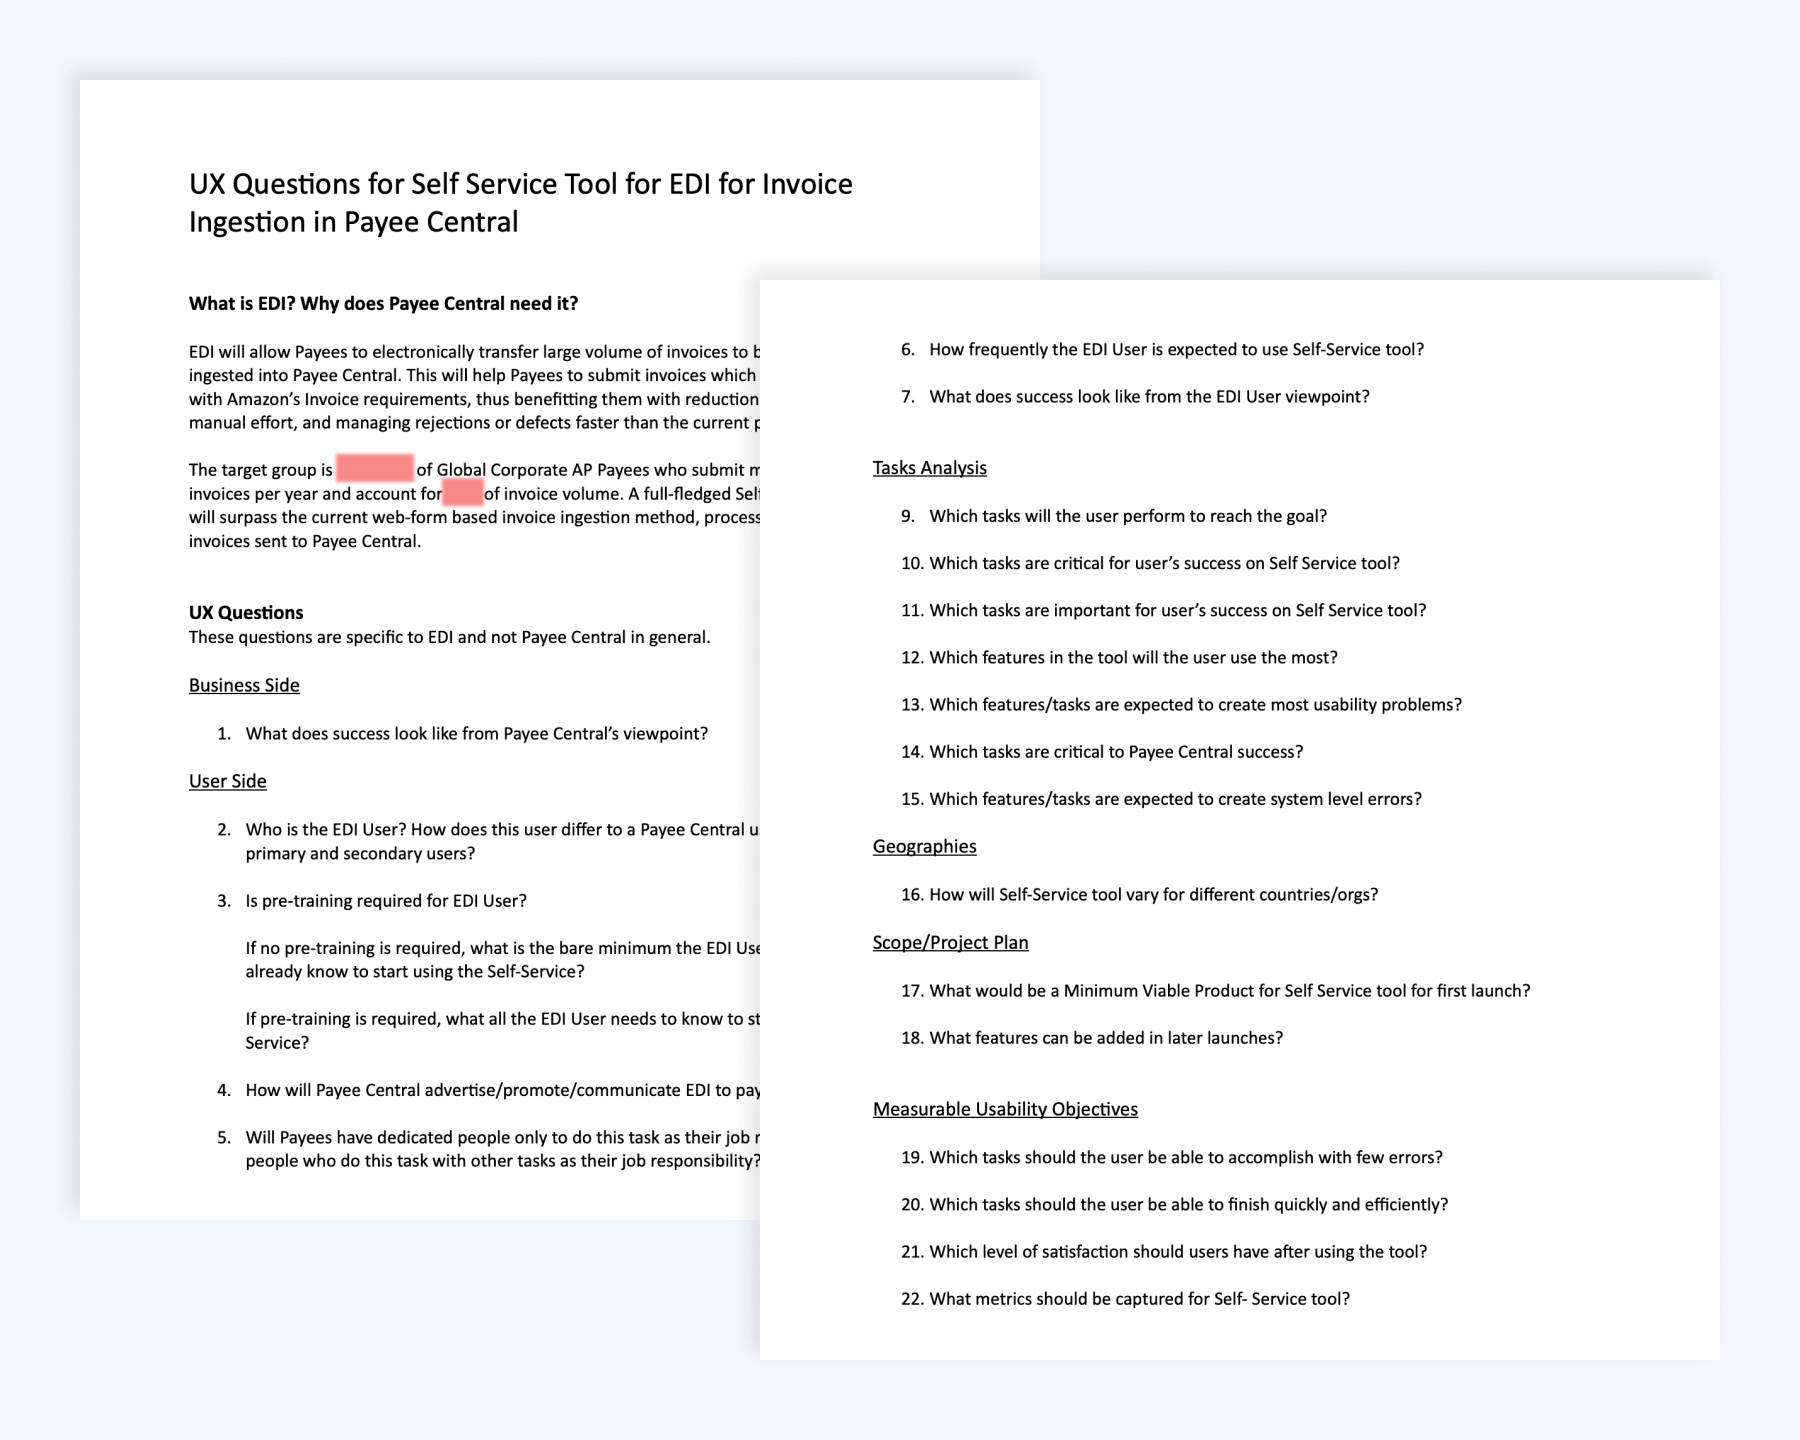 UX Questions for Self Service Tool for EDI for Invoice
Ingestion in Payee Central
What is EDI? Why does Payee Central need it?
EDI will allow Payees to electronically transfer large volume of invoices to
ingested into Payee Central. This will help Payees to submit invoices which
with Amazon's Invoice requirements, thus benefitting them with reduction
manual effort, and managing rejections or defects faster than the current
The target group is of Global Corporate AP Payees who submit
invoices per year and account for of invoice volume. A full-fledged
will surpass the current web-form based invoice ingestion method,
invoices sent to Payee Central.
UX Questions
These questions are specific to EDI and not Payee Central in general.
Business Side
1. What does success look like from Payee Central's viewpoint?
User Side
2. Who is the EDI User? How does this user differ to a Payee Central
primary and secondary users?
3. Is pre-training required for EDI User?
If no pre-training is required, what is the bare minimum the EDI
already know to start using the Self-Service?
If pre-training is required, what all the EDI User needs to know to
Service?
4. How will Payee Central advertise/promote/communicate EDI to
5. Will Payees have dedicated people only to do this task as their job
people who do this task with other tasks as their job responsibility?
6. How frequently the EDI User is expected to use Self-Service tool?
7. What does success look like from the EDI User viewpoint?
Tasks Analysis
9. Which tasks will the user perform to reach the goal?
10. Which tasks are critical for user's success on Self Service tool?
11. Which tasks are important for user's success on Self Service tool?
12. Which features in the tool will the user use the most?
13. Which features/tasks are expected to create most usability problems?
14. Which tasks are critical to Payee Central success?
15. Which features/tasks are expected to create system level errors?
Geographies
16. How will Self-Service tool vary for different countries/orgs?
Scope/Project Plan
17. What would be a Minimum Viable Product for Self Service tool for first launch?
18. What features can be added in later launches?
Measurable Usability Objectives
19. Which tasks should the user be able to accomplish with few errors?
20. Which tasks should the user be able to finish quickly and efficiently?
21. Which level of satisfaction should users have after using the tool?
22. What metrics should be captured for Self- Service tool?